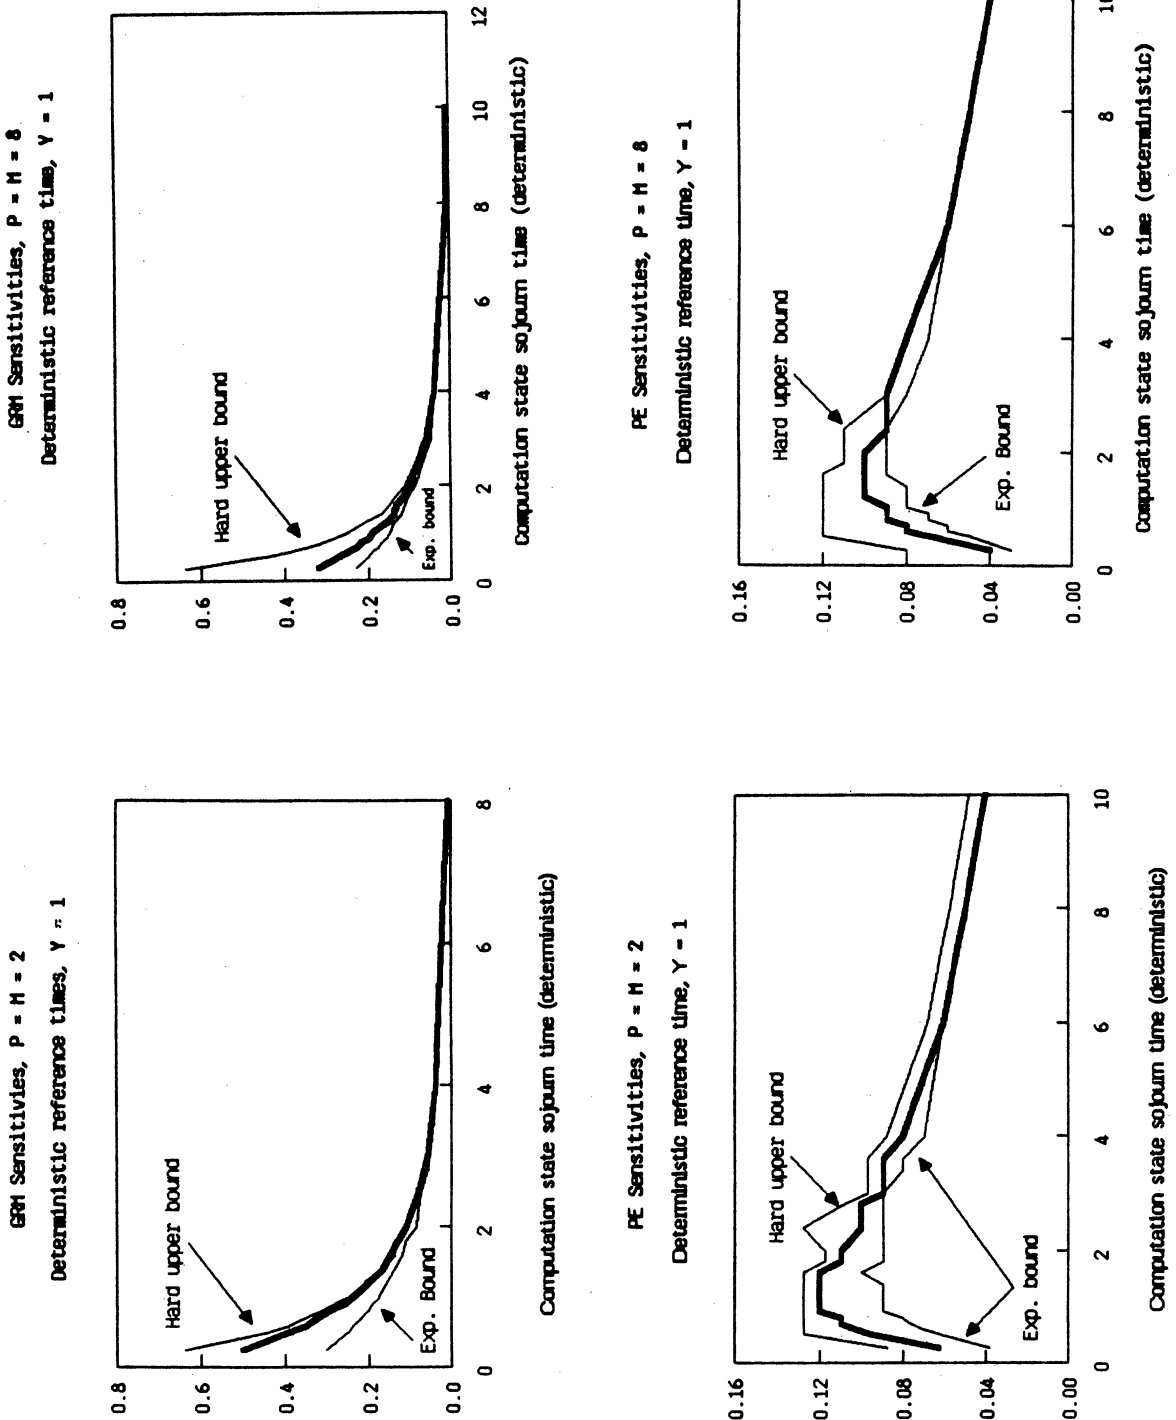 GRM Sensitivies, P = M = 2
Deterministic reference times, Y = 1
0.8
0.6
0.4
0.2
0.0
Hard upper bound
Exp. Bound
0 2 4 6 8
Computation state sojourn time (deterministic)
GRM Sensitivities, P = M = 8
Deterministic reference time, Y = 1
0.8
0.6
0.4
0.2
0.0
Hard upper bound
Exp. bound
0 2 4 6 8 10 12
Computation state sojourn time (deterministic)
PE Sensitivities, P = M = 2
Deterministic reference time, Y = 1
0.16
0.12
0.08
0.04
0.00
Hard upper bound
Exp. bound
0 2 4 6 8 10
Computation state sojourn time (deterministic)
PE Sensitivities, P = M = 8
Deterministic reference time, Y = 1
0.16
0.12
0.08
0.04
0.00
Hard upper bound
Exp. Bound
0 2 4 6 8 10
Computation state sojourn time (deterministic)